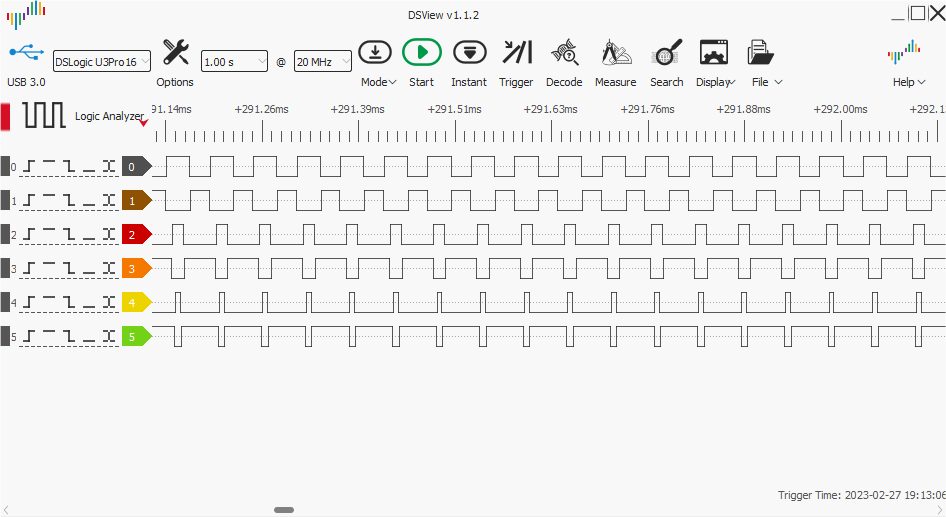 DSView v1.1.2
DSLogic U3Pro16 1.00 s @ 20 MHz
USB 3.0 Options Mode Start Instant Trigger Decode Measure Search Display File Help
Logic Analyzer 91.14ms +291.26ms +291.39ms +291.51ms +291.63ms +291.76ms +291.88ms +292.00ms +292.1
0 0
1 1
2 2
3 3
4 4
5 5
Trigger Time: 2023-02-27 19:13:06